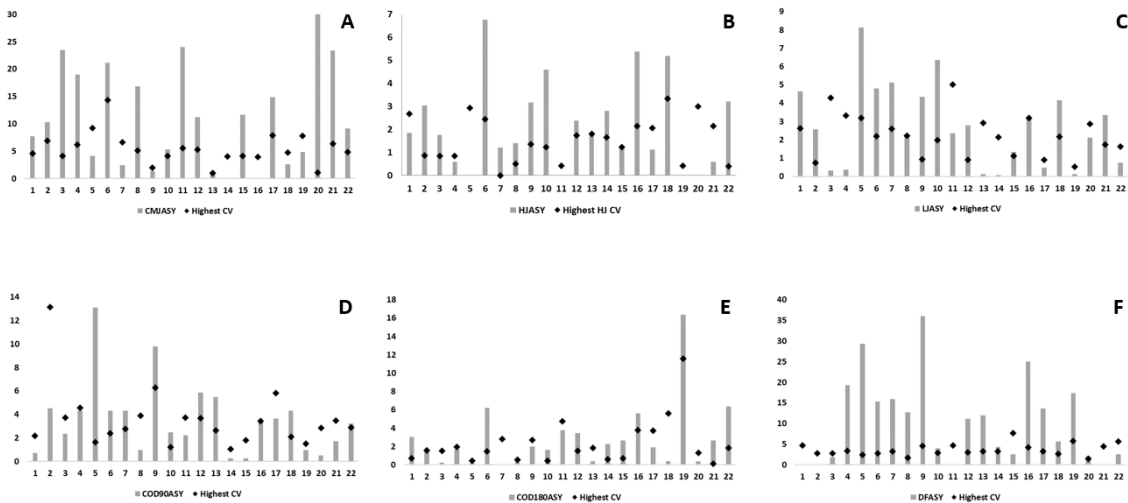 A
30
25
20
15
10
5
0
1 2 3 4 5 6 7 8 9 10 11 12 13 14 15 16 17 18 19 20 21 22
CMJASY Highest CV
B
7
6
5
4
3
2
1
0
1 2 3 4 5 6 7 8 9 10 11 12 13 14 15 16 17 18 19 20 21 22
HJASY Highest HJ CV
C
9
8
7
6
5
4
3
2
1
0
1 2 3 4 5 6 7 8 9 10 11 12 13 14 15 16 17 18 19 20 21 22
LJASY Highest CV
D
14
12
10
8
6
4
2
0
1 2 3 4 5 6 7 8 9 10 11 12 13 14 15 16 17 18 19 20 21 22
COD90ASY Highest CV
E
18
16
14
12
10
8
6
4
2
0
1 2 3 4 5 6 7 8 9 10 11 12 13 14 15 16 17 18 19 20 21 22
COD180ASY Highest CV
F
40
35
30
25
20
15
10
5
0
1 2 3 4 5 6 7 8 9 10 11 12 13 14 15 16 17 18 19 20 21 22
DFASY Highest CV